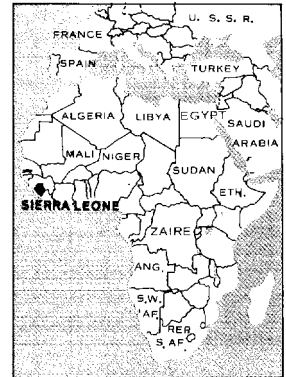 U. S. S. R.
FRANCE
SPAIN
TURKEY
ALGERIA
LIBYA
EGYPT
SAUDI
ARABIA
MALI
NIGER
SUDAN
ETH.
SIERRA LEONE
ZAIRE
ANG.
S.W.
AF.
REP.
S. AF.